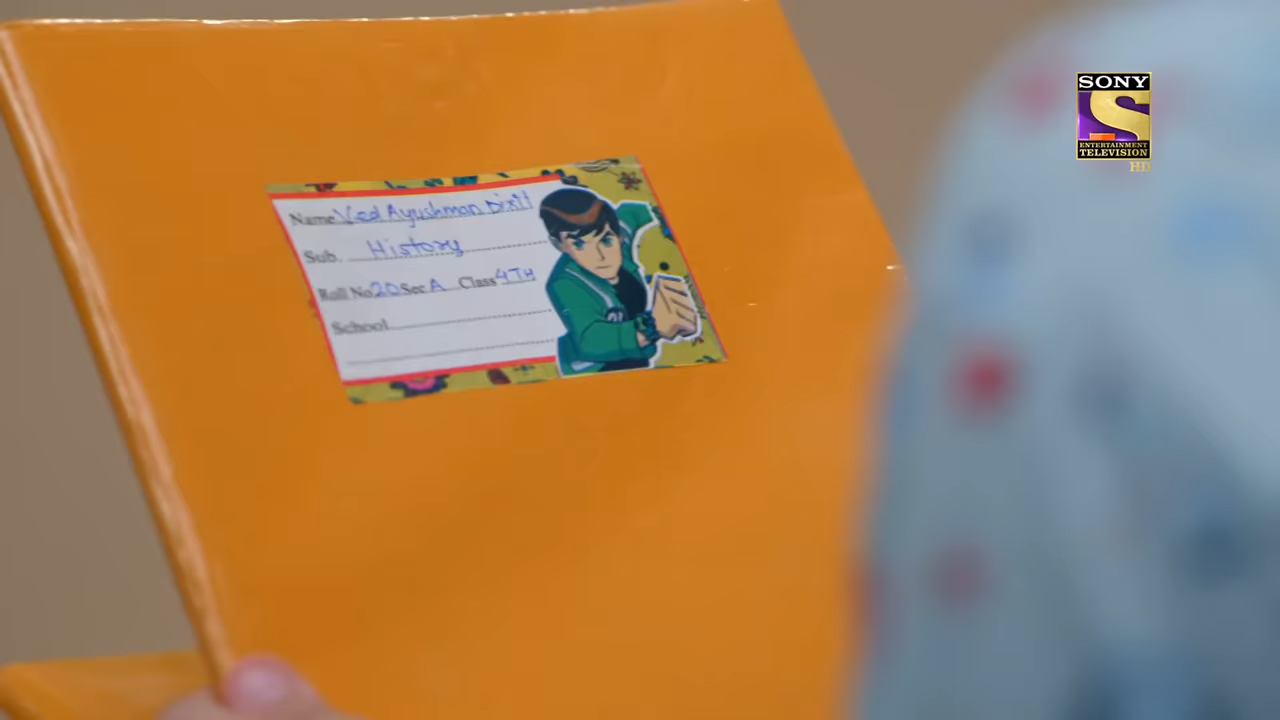 SONY
ENTERTAINMENT
TELEVISION
HD
Name Ved Ayushman Dixit
Sub. History
Roll No 20 Sec A Class 4TH
School